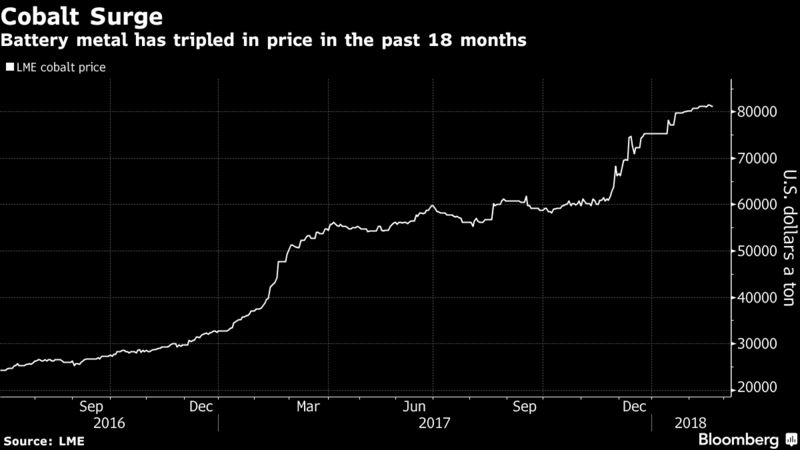 Cobalt Surge
Battery metal has tripled in price in the past 18 months
LME cobalt price
80000
70000
60000
50000
40000
30000
20000
U.S. dollars a ton
Sep Dec Mar Jun Sep Dec
2016 2017 2018
Source: LME
Bloomberg